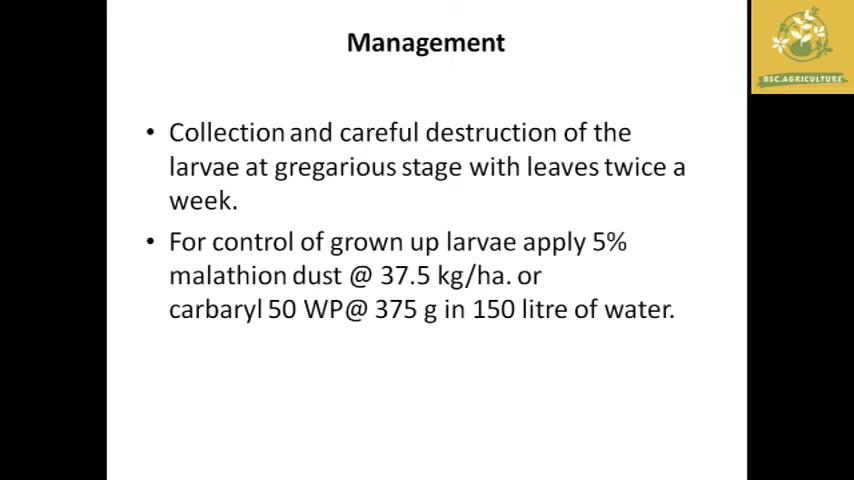 Management
BSC.AGRICULTURE
• Collection and careful destruction of the
larvae at gregarious stage with leaves twice a
week.
• For control of grown up larvae apply 5%
malathion dust @ 37.5 kg/ha. or
carbaryl 50 WP@ 375 g in 150 litre of water.